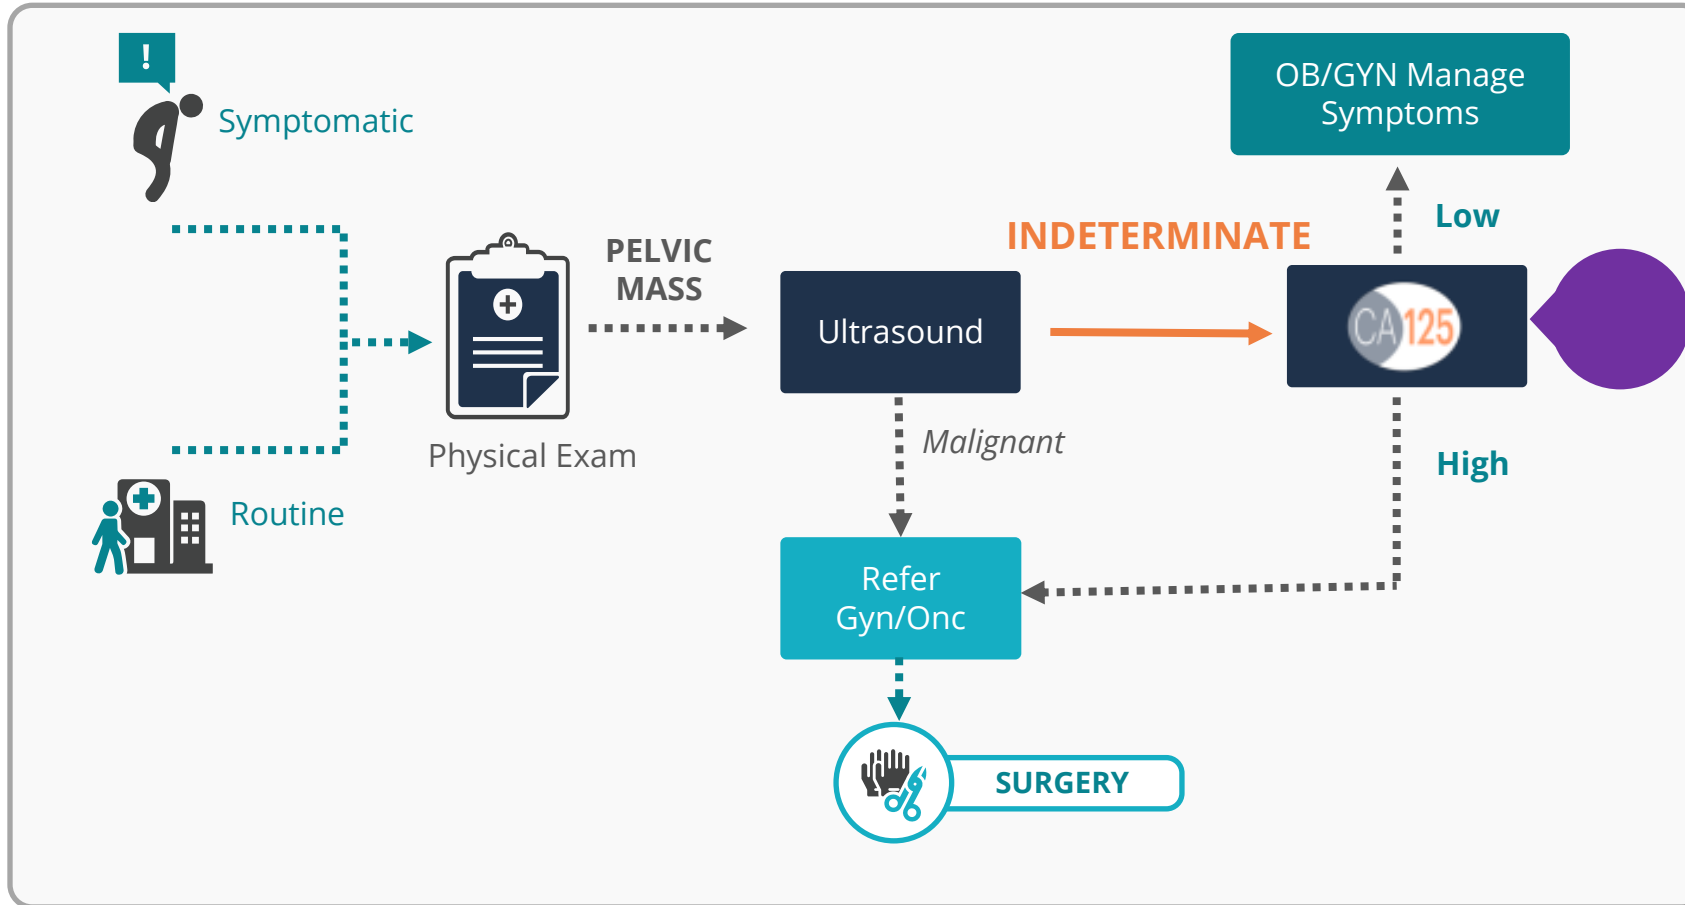 !
Symptomatic
OB/GYN Manage
Symptoms
Low
INDETERMINATE
PELVIC
MASS
Ultrasound
CA125
Physical Exam
Malignant
High
Routine
Refer
Gyn/Onc
SURGERY